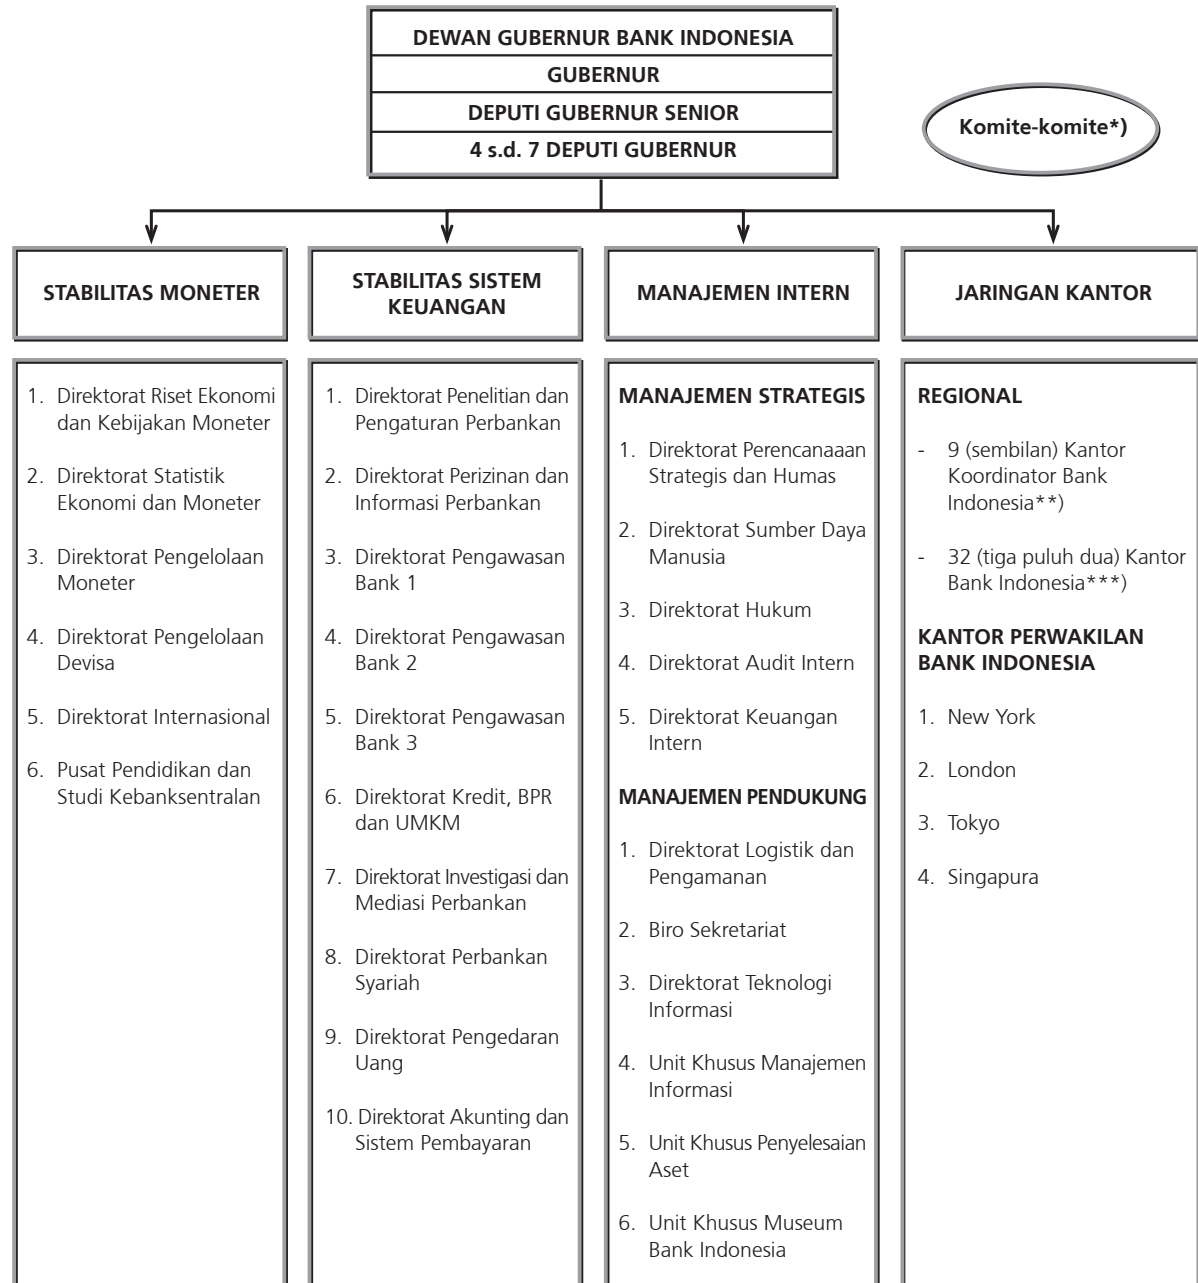 DEWAN GUBERNUR BANK INDONESIA
GUBERNUR
DEPUTI GUBERNUR SENIOR
4 s.d. 7 DEPUTI GUBERNUR
Komite-komite*)
STABILITAS MONETER
STABILITAS SISTEM
KEUANGAN
MANAJEMEN INTERN
JARINGAN KANTOR
1. Direktorat Riset Ekonomi
dan Kebijakan Moneter
2. Direktorat Statistik
Ekonomi dan Moneter
3. Direktorat Pengelolaan
Moneter
4. Direktorat Pengelolaan
Devisa
5. Direktorat Internasional
6. Pusat Pendidikan dan
Studi Kebanksentralan
1. Direktorat Penelitian dan
Pengaturan Perbankan
2. Direktorat Perizinan dan
Informasi Perbankan
3. Direktorat Pengawasan
Bank 1
4. Direktorat Pengawasan
Bank 2
5. Direktorat Pengawasan
Bank 3
6. Direktorat Kredit, BPR
dan UMKM
7. Direktorat Investigasi dan
Mediasi Perbankan
8. Direktorat Perbankan
Syariah
9. Direktorat Pengedaran
Uang
10. Direktorat Akunting dan
Sistem Pembayaran
MANAJEMEN STRATEGIS
1. Direktorat Perencanaaan
Strategis dan Humas
2. Direktorat Sumber Daya
Manusia
3. Direktorat Hukum
4. Direktorat Audit Intern
5. Direktorat Keuangan
Intern
MANAJEMEN PENDUKUNG
1. Direktorat Logistik dan
Pengamanan
2. Biro Sekretariat
3. Direktorat Teknologi
Informasi
4. Unit Khusus Manajemen
Informasi
5. Unit Khusus Penyelesaian
Aset
6. Unit Khusus Museum
Bank Indonesia
REGIONAL
- 9 (sembilan) Kantor
Koordinator Bank
Indonesia**)
- 32 (tiga puluh dua) Kantor
Bank Indonesia***)
KANTOR PERWAKILAN
BANK INDONESIA
1. New York
2. London
3. Tokyo
4. Singapura